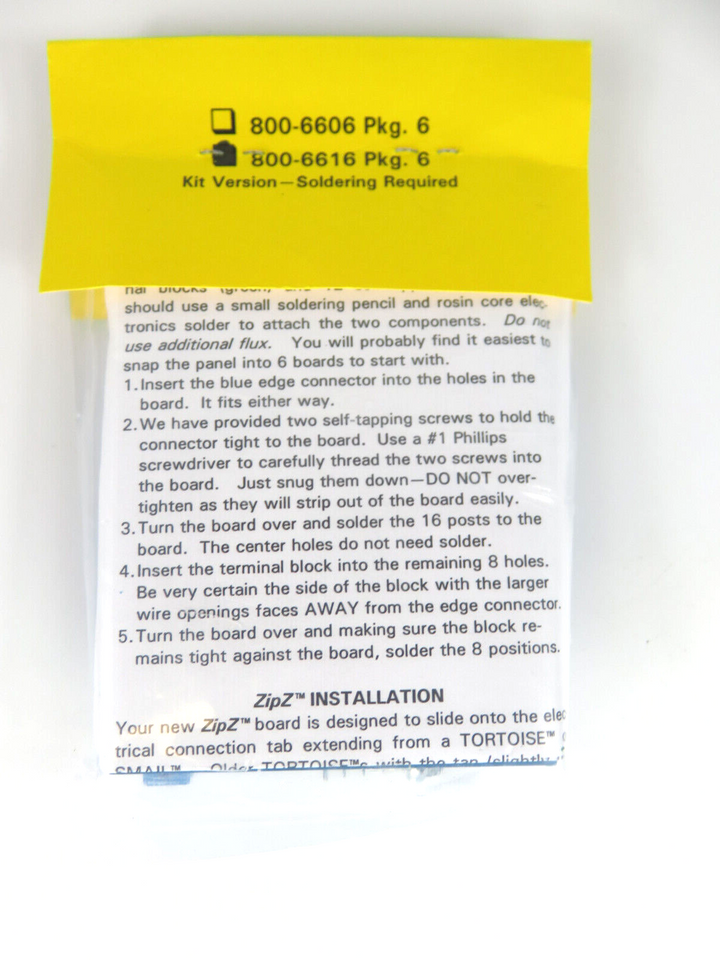 800-6606 Pkg. 6
800-6616 Pkg. 6
Kit Version—Soldering Required
nal blocks (green)
should use a small soldering pencil and rosin core elec-
tronics solder to attach the two components. Do not
use additional flux. You will probably find it easiest to
snap the panel into 6 boards to start with.
1. Insert the blue edge connector into the holes in the
board. It fits either way.
2. We have provided two self-tapping screws to hold the
connector tight to the board. Use a #1 Phillips
screwdriver to carefully thread the two screws into
the board. Just snug them down—DO NOT over-
tighten as they will strip out of the board easily.
3. Turn the board over and solder the 16 posts to the
board. The center holes do not need solder.
4. Insert the terminal block into the remaining 8 holes.
Be very certain the side of the block with the larger
wire openings faces AWAY from the edge connector.
5. Turn the board over and making sure the block re-
mains tight against the board, solder the 8 positions.
ZipZ™ INSTALLATION
Your new ZipZ™ board is designed to slide onto the elec
trical connection tab extending from a TORTOISE™
SMAIL™. Older TORTOISE™s with the tap (slightly